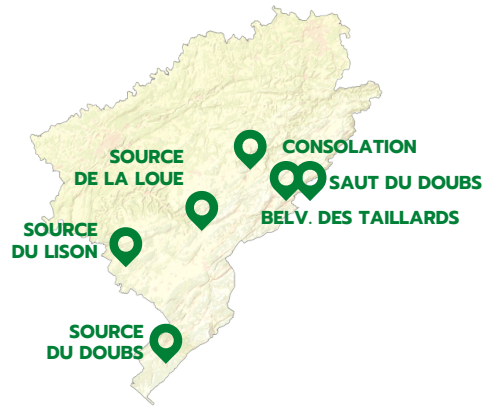 CONSOLATION
SOURCE
DE LA LOUE
SAUT DU DOUBS
BELV. DES TAILLARDS
SOURCE
DU LISON
SOURCE
DU DOUBS